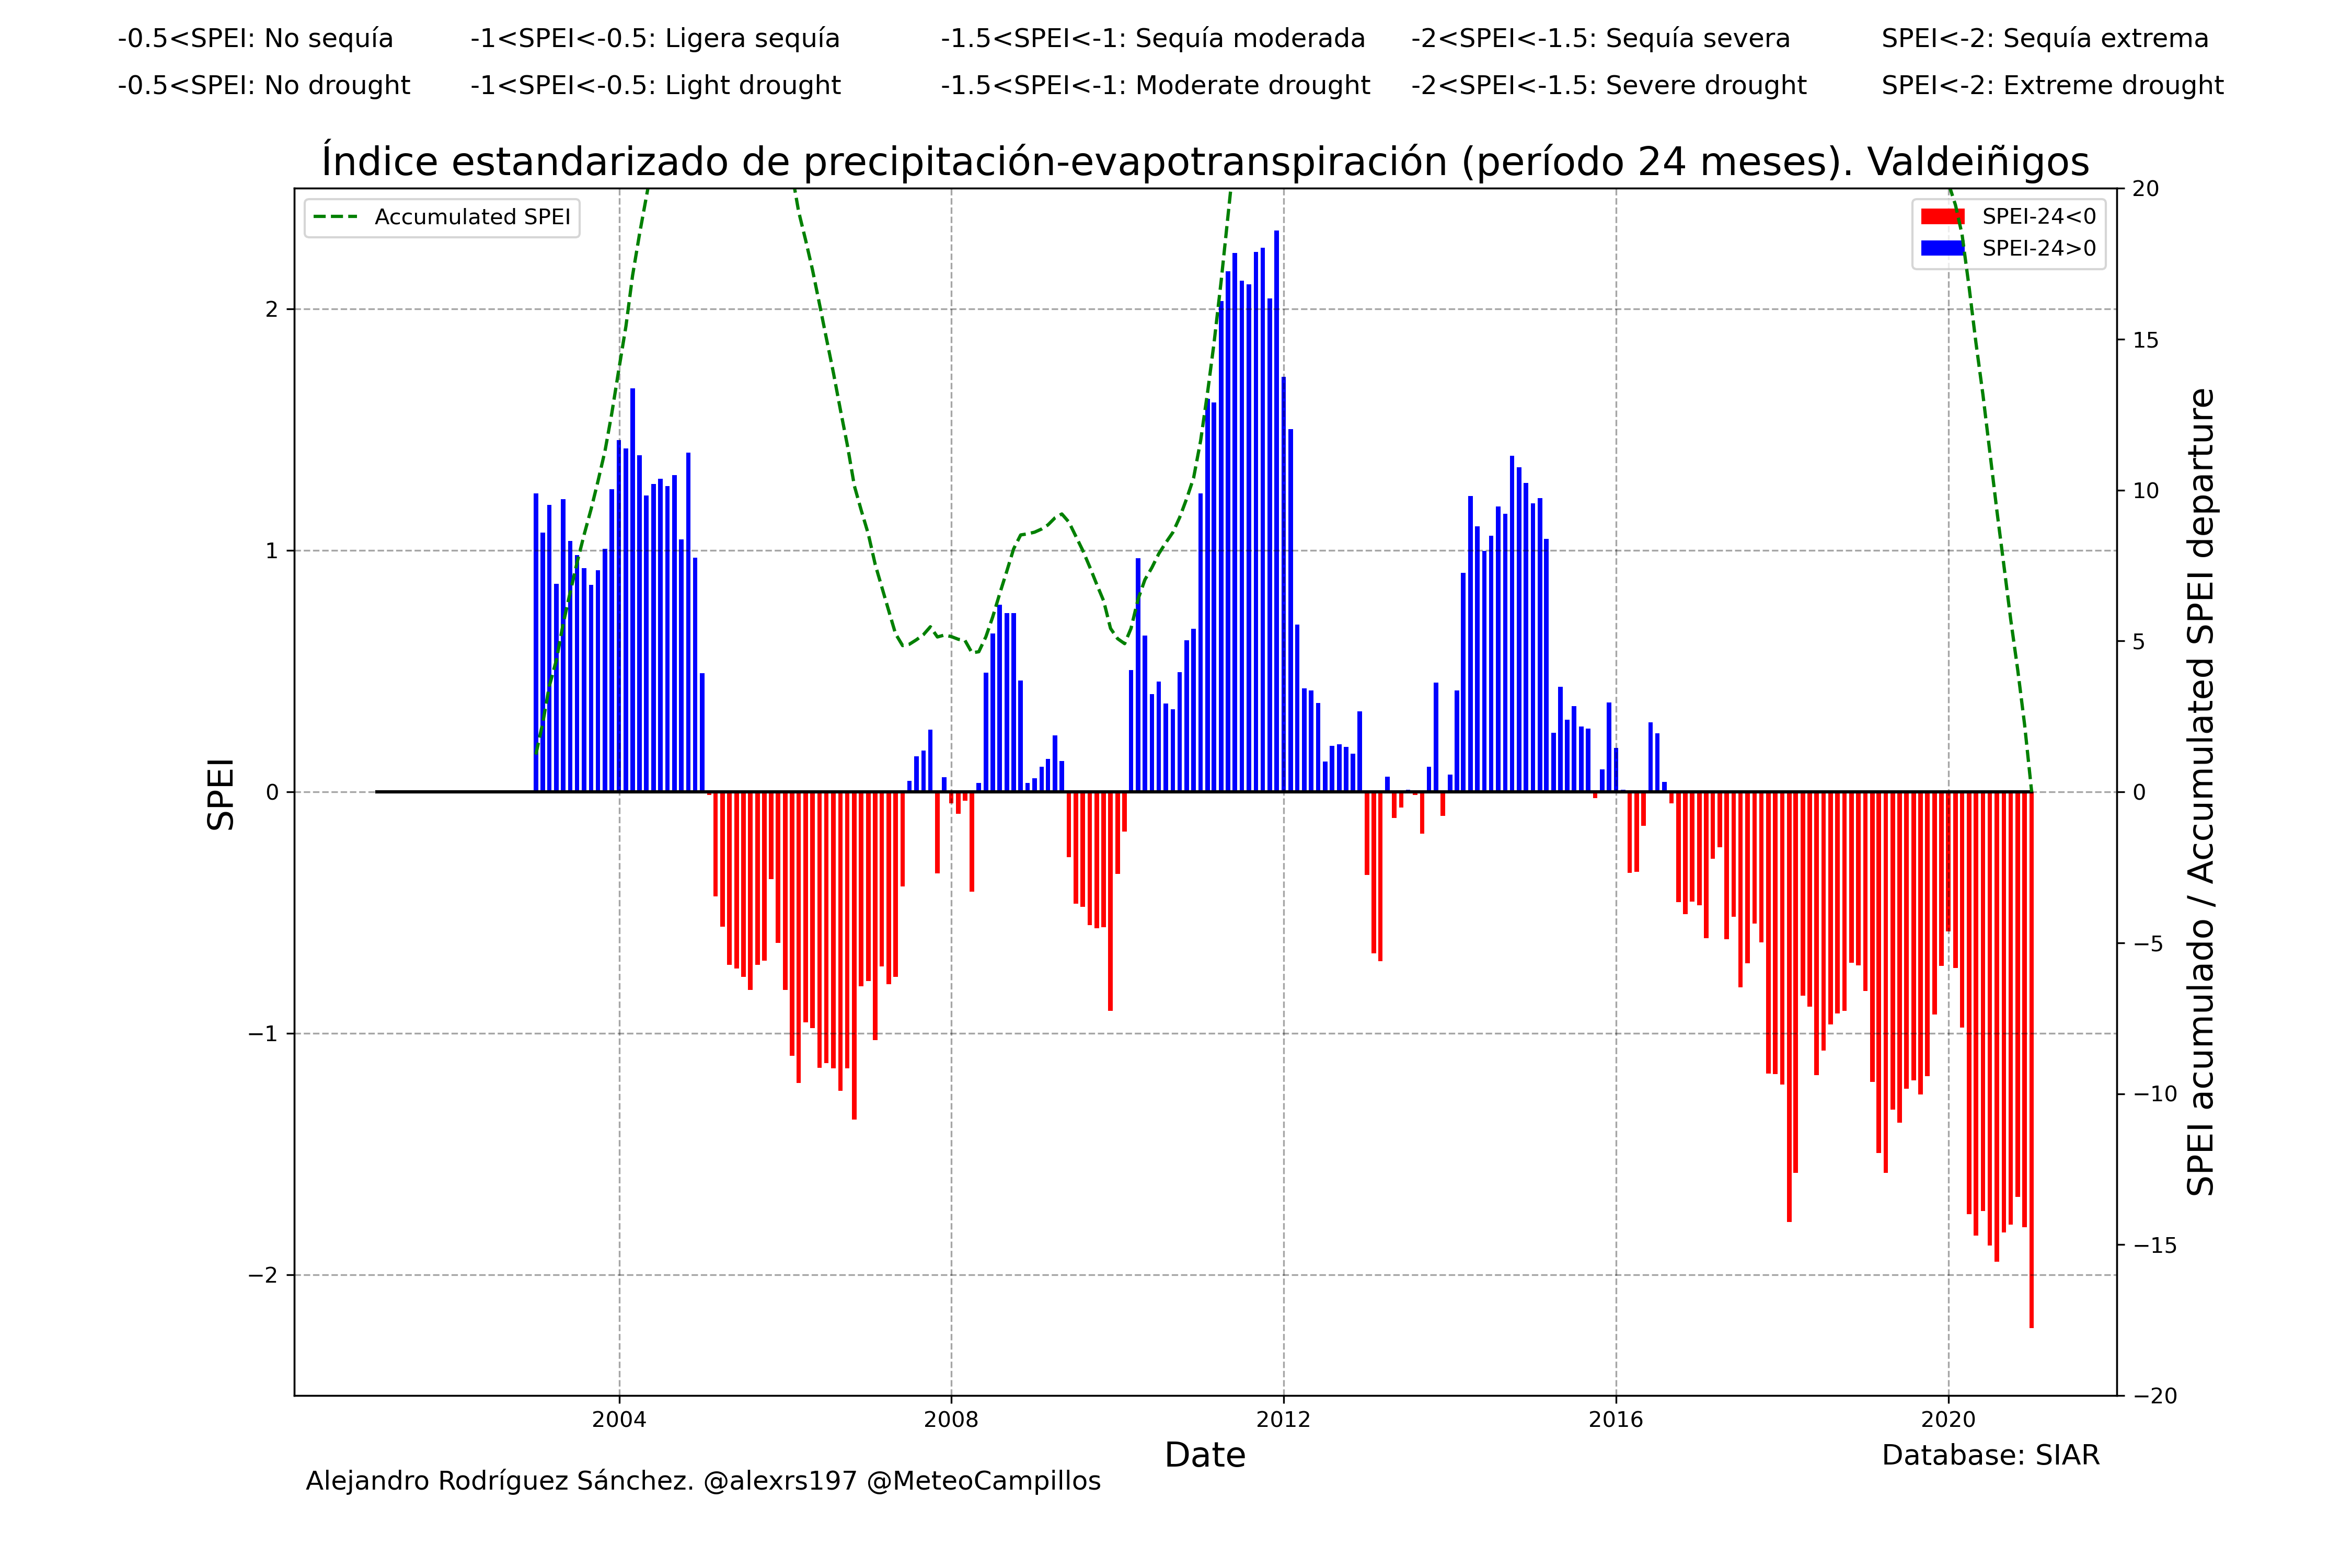 -0.5<SPEI: No sequía -1<SPEI<-0.5: Ligera sequía -1.5<SPEI<-1: Sequía moderada -2<SPEI<-1.5: Sequía severa SPEI<-2: Sequía extrema
-0.5<SPEI: No drought -1<SPEI<-0.5: Light drought -1.5<SPEI<-1: Moderate drought -2<SPEI<-1.5: Severe drought SPEI<-2: Extreme drought
Índice estandarizado de precipitación-evapotranspiración (período 24 meses). Valdeiñigos
Accumulated SPEI
SPEI-24<0
SPEI-24>0
SPEI
2
1
0
−1
−2
20
15
10
5
0
−5
−10
−15
−20
SPEI acumulado / Accumulated SPEI departure
2004 2008 2012 2016 2020
Date
Database: SIAR
Alejandro Rodríguez Sánchez. @alexrs197 @MeteoCampillos